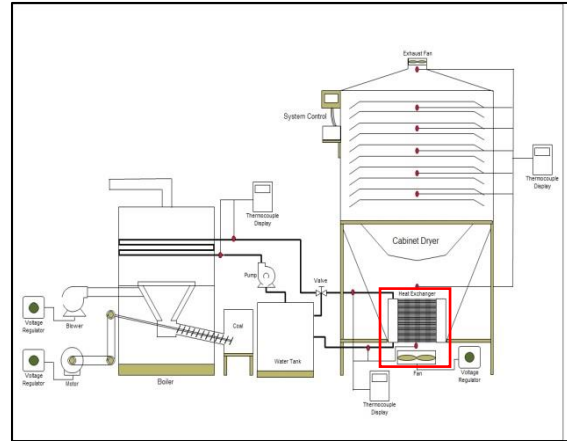 Exhaust Fan
System Control
Thermocouple
Display
Thermocouple
Display
Cabinet Dryer
Pump
Valve
Heat Exchanger
Voltage
Regulator
Blower
Coal
Water Tank
Voltage
Regulator
Motor
Boiler
Fan
Voltage
Regulator
Thermocouple
Display